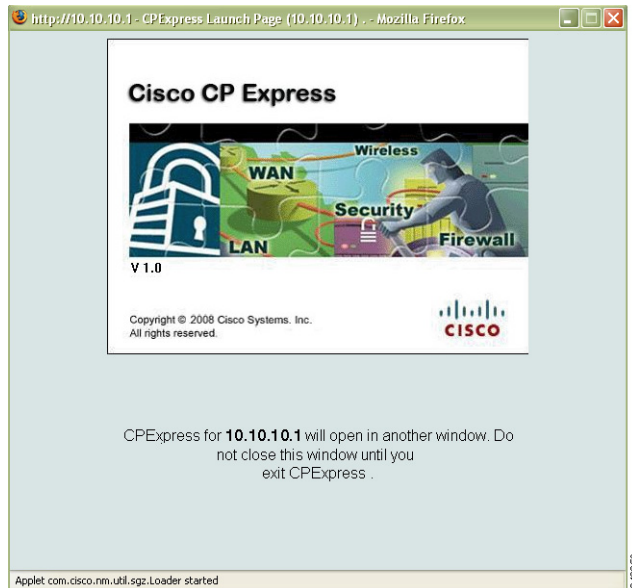 http://10.10.10.1 - CPExpress Launch Page (10.10.10.1) . - Mozilla Firefox
Cisco CP Express
Wireless
WAN
Security
LAN
Firewall
V 1.0
Copyright © 2008 Cisco Systems. Inc.
All rights reserved.
CISCO
CPExpress for 10.10.10.1 will open in another window. Do
not close this window until you
exit CPExpress .
Applet com.cisco.nm.util.sgz.Loader started